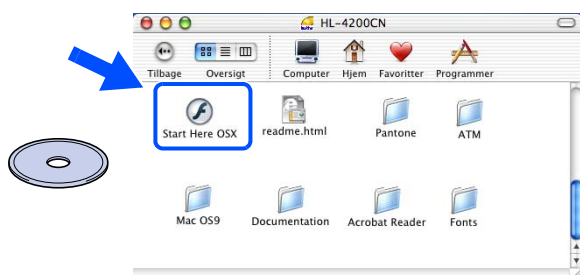 HL-4200CN
Tilbage Oversigt Computer Hjem Favoritter Programmer
Start Here OSX readme.html Pantone ATM
Mac OS9 Documentation Acrobat Reader Fonts